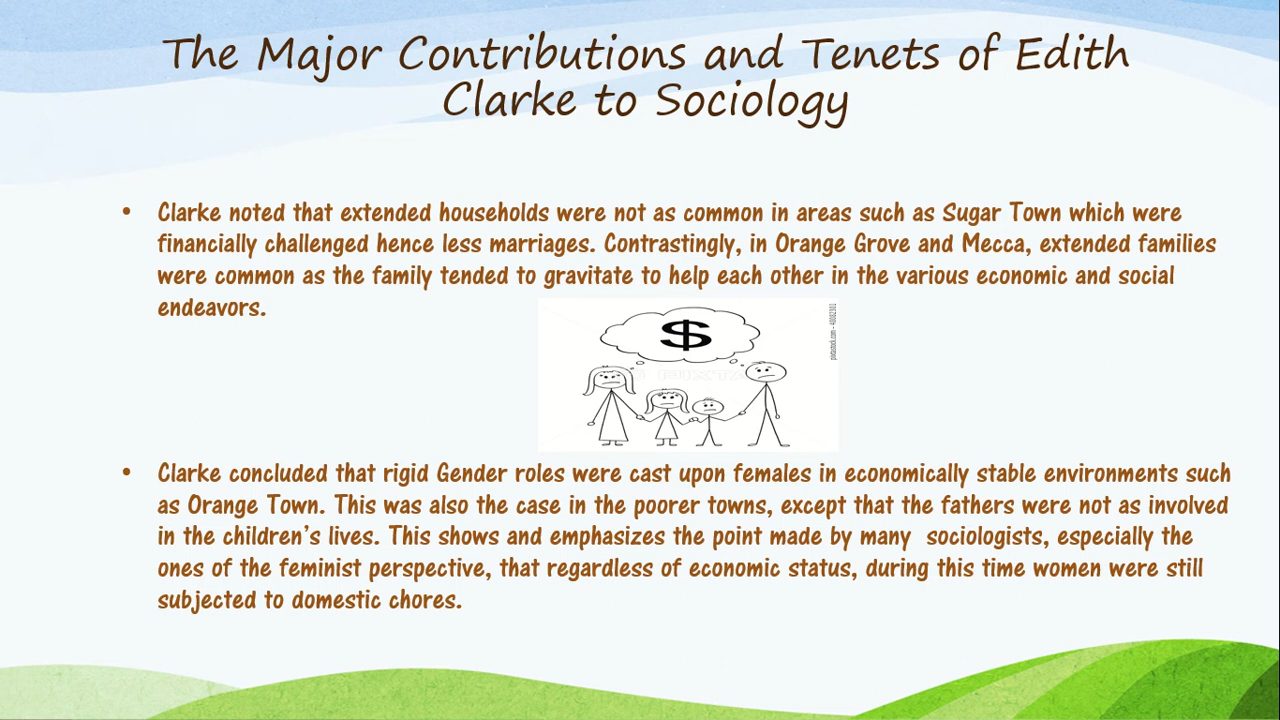 The Major Contributions and Tenets of Edith
Clarke to Sociology
• Clarke noted that extended households were not as common in areas such as Sugar Town which were
financially challenged hence less marriages. Contrastingly, in Orange Grove and Mecca, extended families
were common as the family tended to gravitate to help each other in the various economic and social
endeavors.
$
• Clarke concluded that rigid Gender roles were cast upon females in economically stable environments such
as Orange Town. This was also the case in the poorer towns, except that the fathers were not as involved
in the children's lives. This shows and emphasizes the point made by many  sociologists, especially the
ones of the feminist perspective, that regardless of economic status, during this time women were still
subjected to domestic chores.